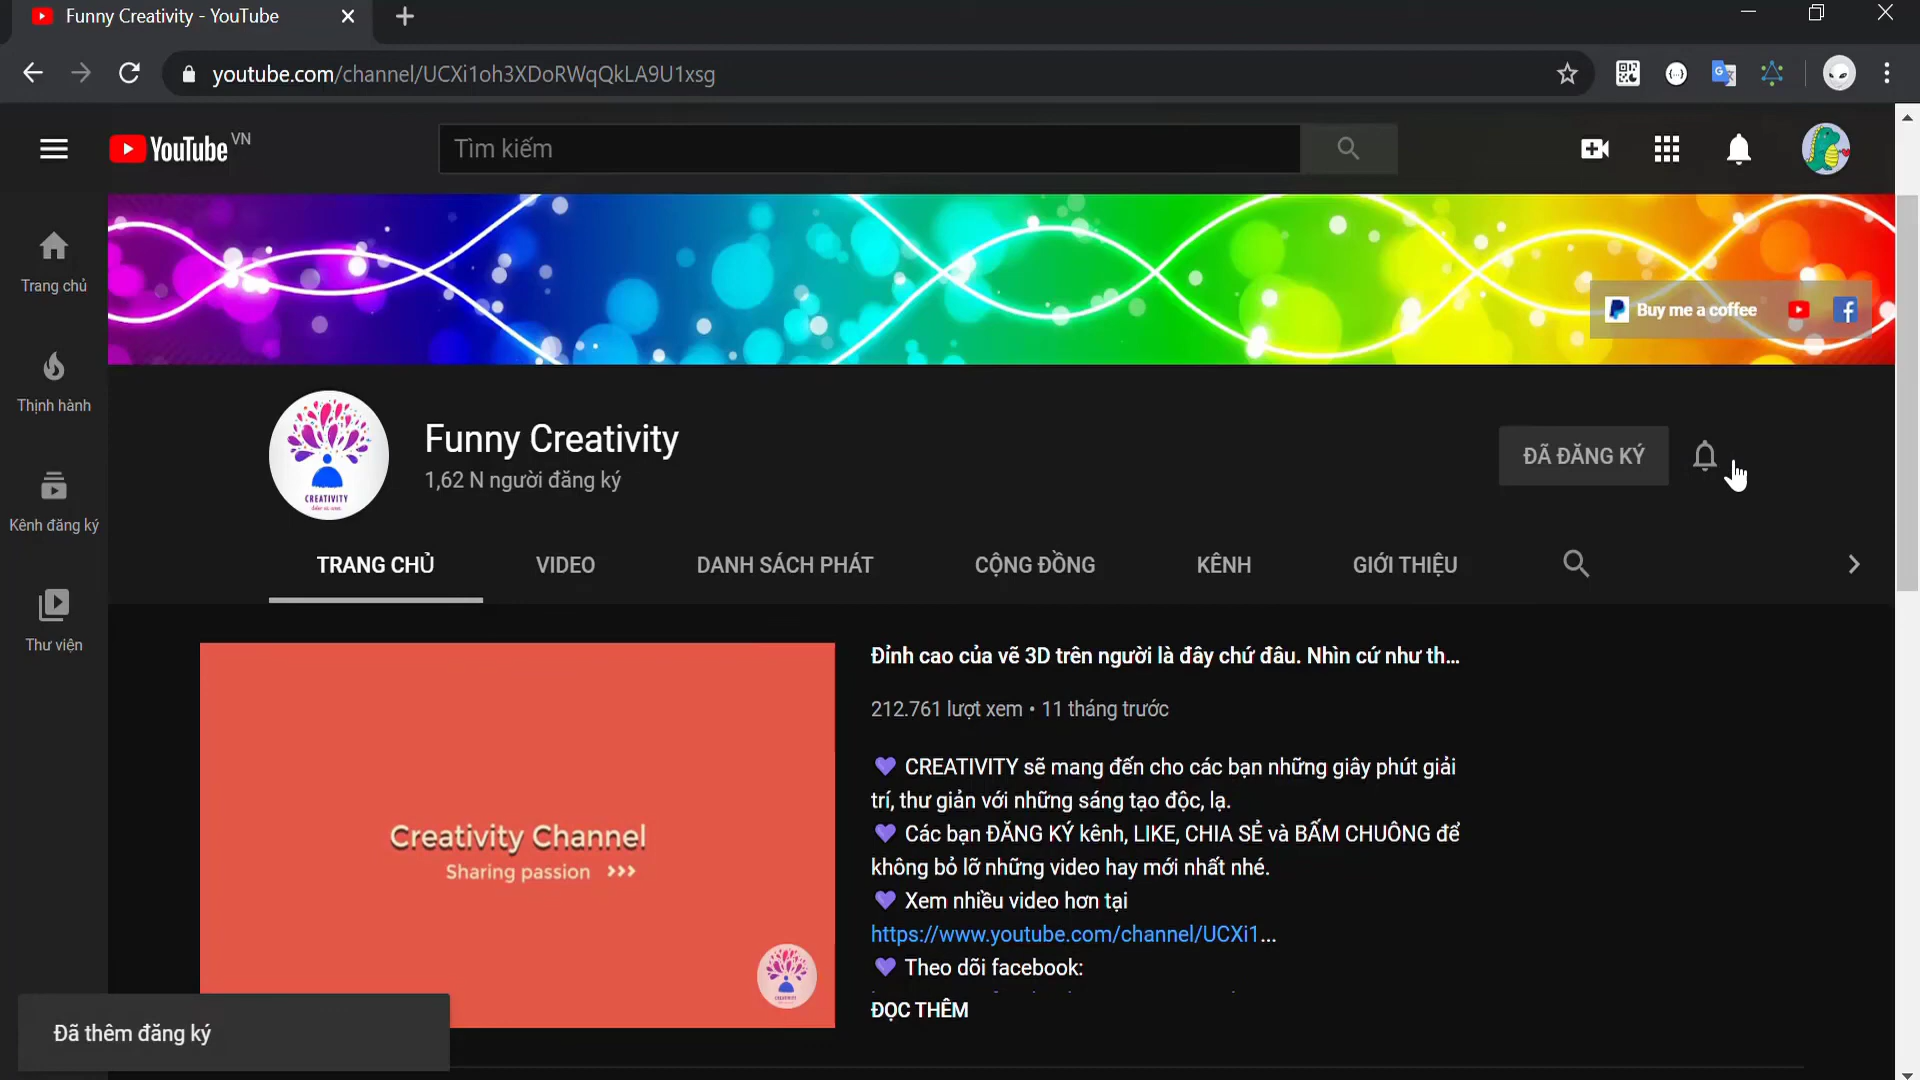 Funny Creativity - YouTube
youtube.com/channel/UCXi1oh3XDoRWqQkLA9U1xsg
YouTube VN
Tìm kiếm
Trang chủ
Thịnh hành
Kênh đăng ký
Thư viện
Buy me a coffee
CREATIVITY
Funny Creativity
1,62 N người đăng ký
ĐÃ ĐĂNG KÝ
TRANG CHỦ VIDEO DANH SÁCH PHÁT CỘNG ĐỒNG KÊNH GIỚI THIỆU
Creativity Channel
Sharing passion >>>
Đỉnh cao của vẽ 3D trên người là đây chứ đâu. Nhìn cứ như th...
212.761 lượt xem • 11 tháng trước
💜 CREATIVITY sẽ mang đến cho các bạn những giây phút giải
trí, thư giản với những sáng tạo độc, lạ.
💜 Các bạn ĐĂNG KÝ kênh, LIKE, CHIA SẺ và BẤM CHUÔNG để
không bỏ lỡ những video hay mới nhất nhé.
💜 Xem nhiều video hơn tại
https://www.youtube.com/channel/UCXi1...
💜 Theo dõi facebook:
ĐỌC THÊM
Đã thêm đăng ký